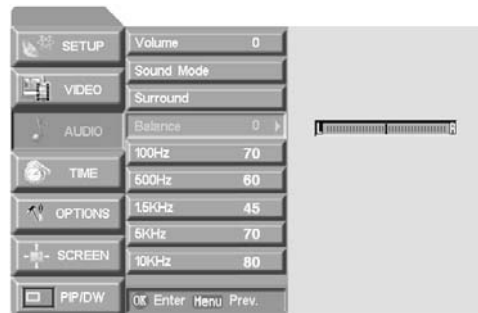 SETUP
VIDEO
AUDIO
TIME
OPTIONS
SCREEN
PIP/DW
Volume 0
Sound Mode
Surround
Balance 0
100Hz 70
500Hz 60
1.5KHz 45
5KHz 70
10KHz 80
OK Enter Menu Prev.
L R